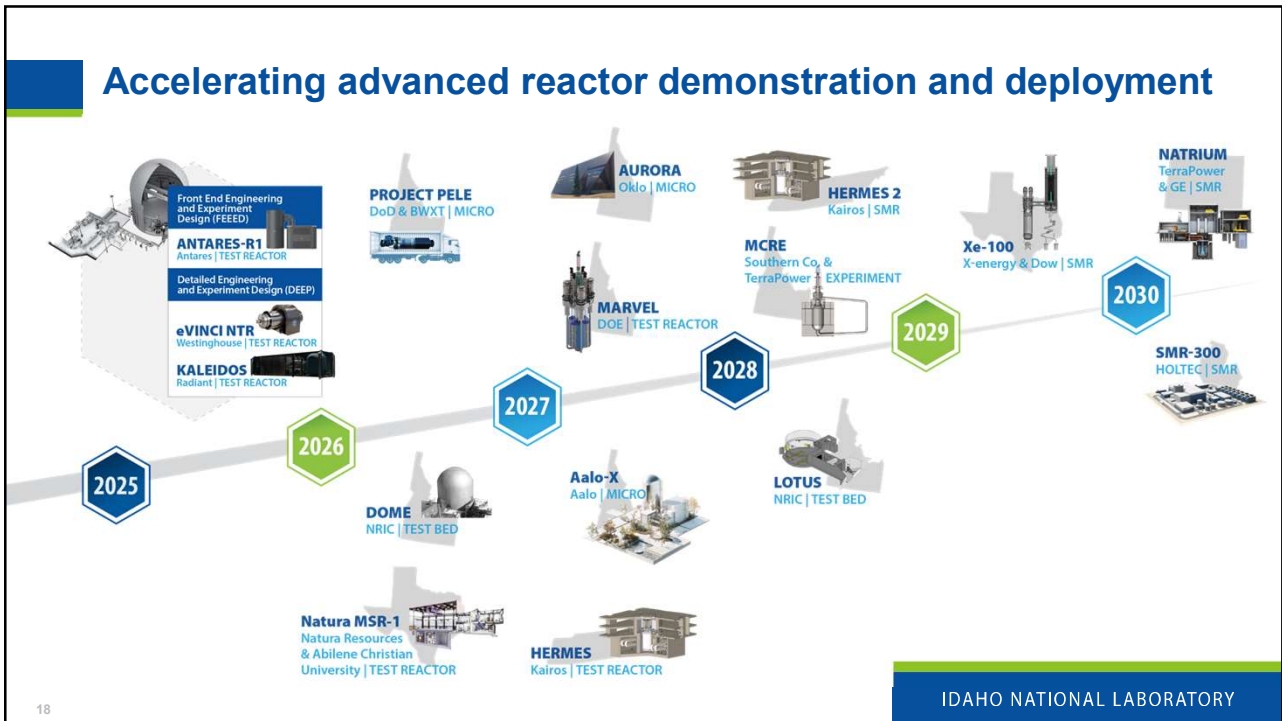 Accelerating advanced reactor demonstration and deployment
Front End Engineering
and Experiment
Design (FEEED)
ANTARES-R1
Antares | TEST REACTOR
Detailed Engineering
and Experiment Design (DEEP)
eVINCI NTR
Westinghouse | TEST REACTOR
KALEIDOS
Radiant | TEST REACTOR
PROJECT PELE
DoD & BWXT | MICRO
AURORA
Oklo | MICRO
MARVEL
DOE | TEST REACTOR
HERMES 2
Kairos | SMR
MCRE
Southern Co. &
TerraPower | EXPERIMENT
Xe-100
X-energy & Dow | SMR
NATRIUM
TerraPower
& GE | SMR
SMR-300
HOLTEC | SMR
2025
2026
2027
2028
2029
2030
DOME
NRIC | TEST BED
Aalo-X
Aalo | MICRO
LOTUS
NRIC | TEST BED
Natura MSR-1
Natura Resources
& Abilene Christian
University | TEST REACTOR
HERMES
Kairos | TEST REACTOR
18
IDAHO NATIONAL LABORATORY